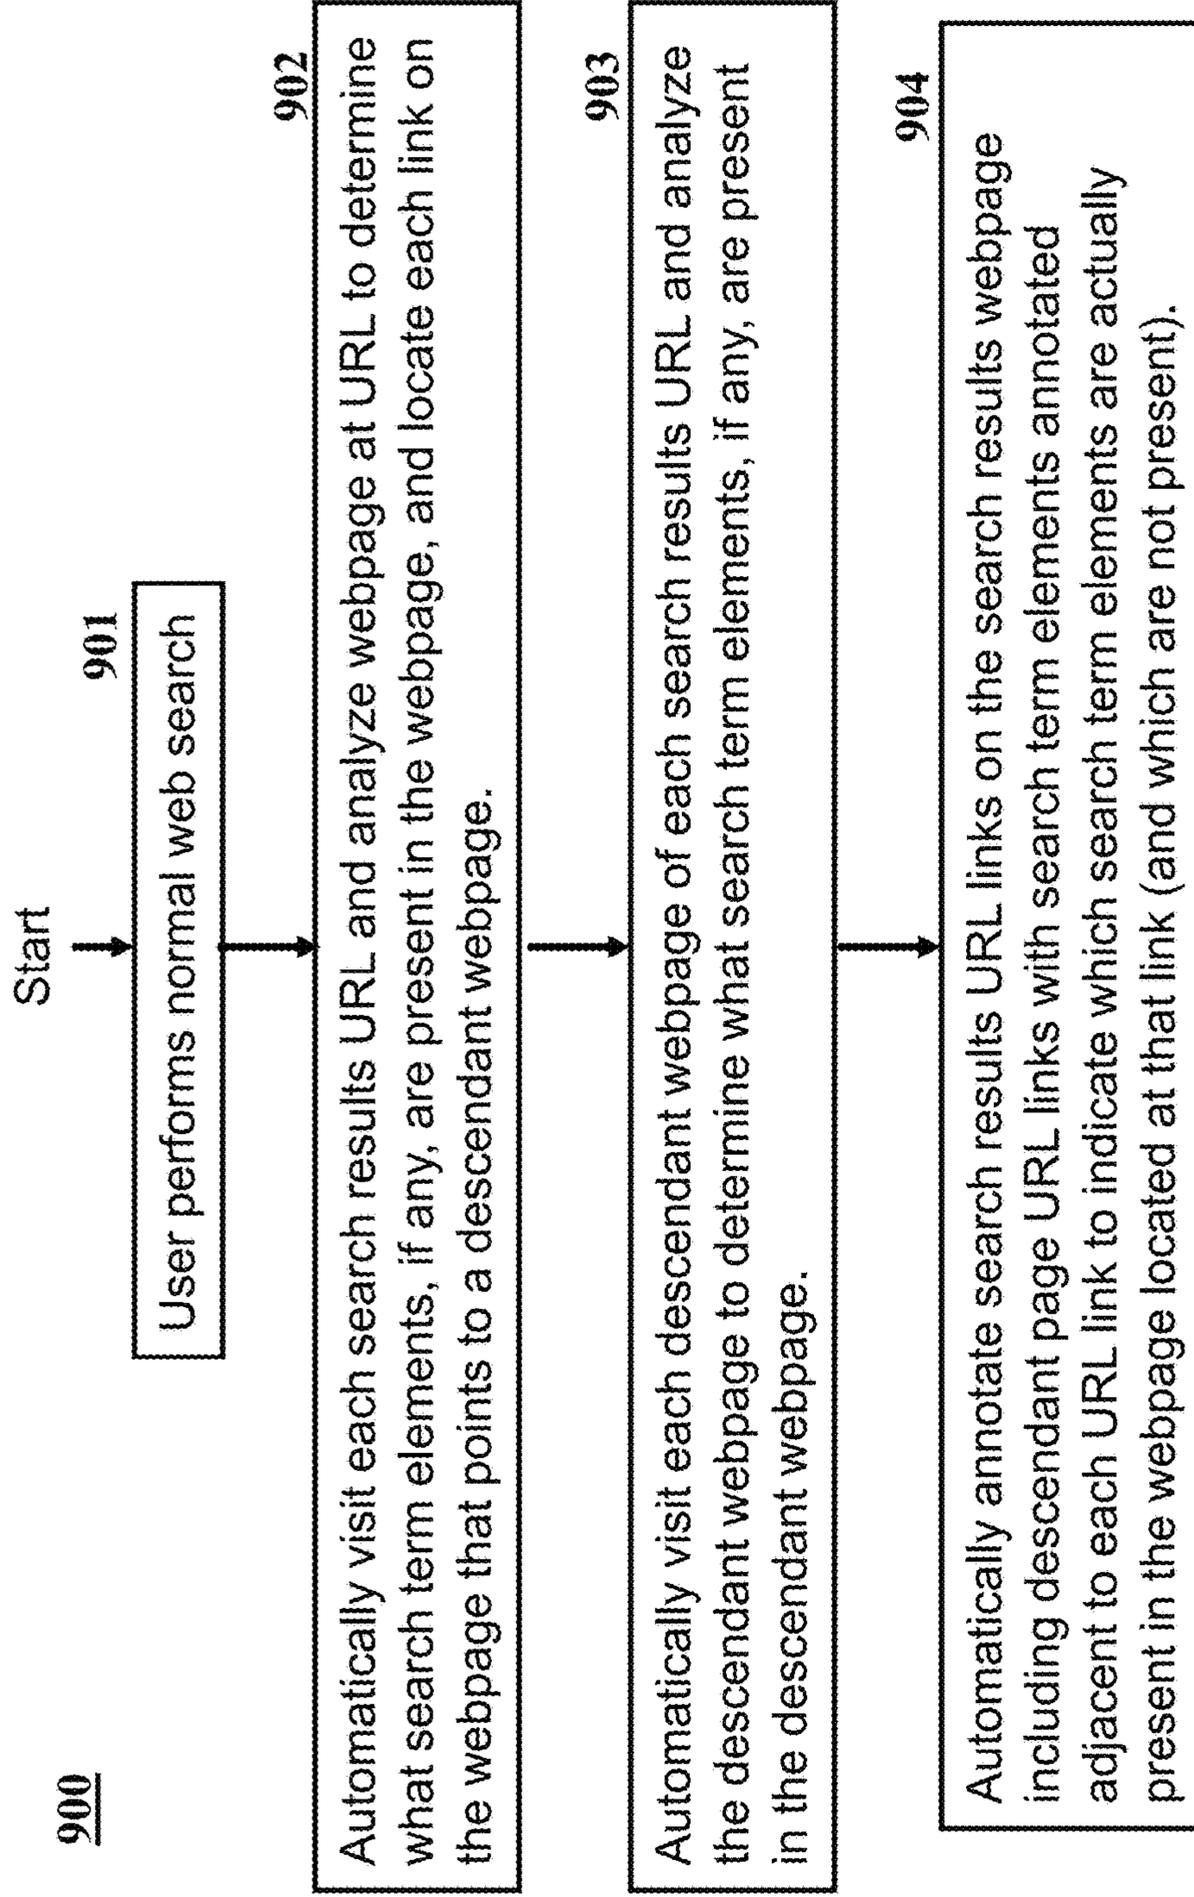 900
Start
901
User performs normal web search
902
Automatically visit each search results URL and analyze webpage at URL to determine
what search term elements, if any, are present in the webpage, and locate each link on
the webpage that points to a descendant webpage.
903
Automatically visit each descendant webpage of each search results URL and analyze
the descendant webpage to determine what search term elements, if any, are present
in the descendant webpage.
904
Automatically annotate search results URL links on the search results webpage
including descendant page URL links with search term elements annotated
adjacent to each URL link to indicate which search term elements are actually
present in the webpage located at that link (and which are not present).